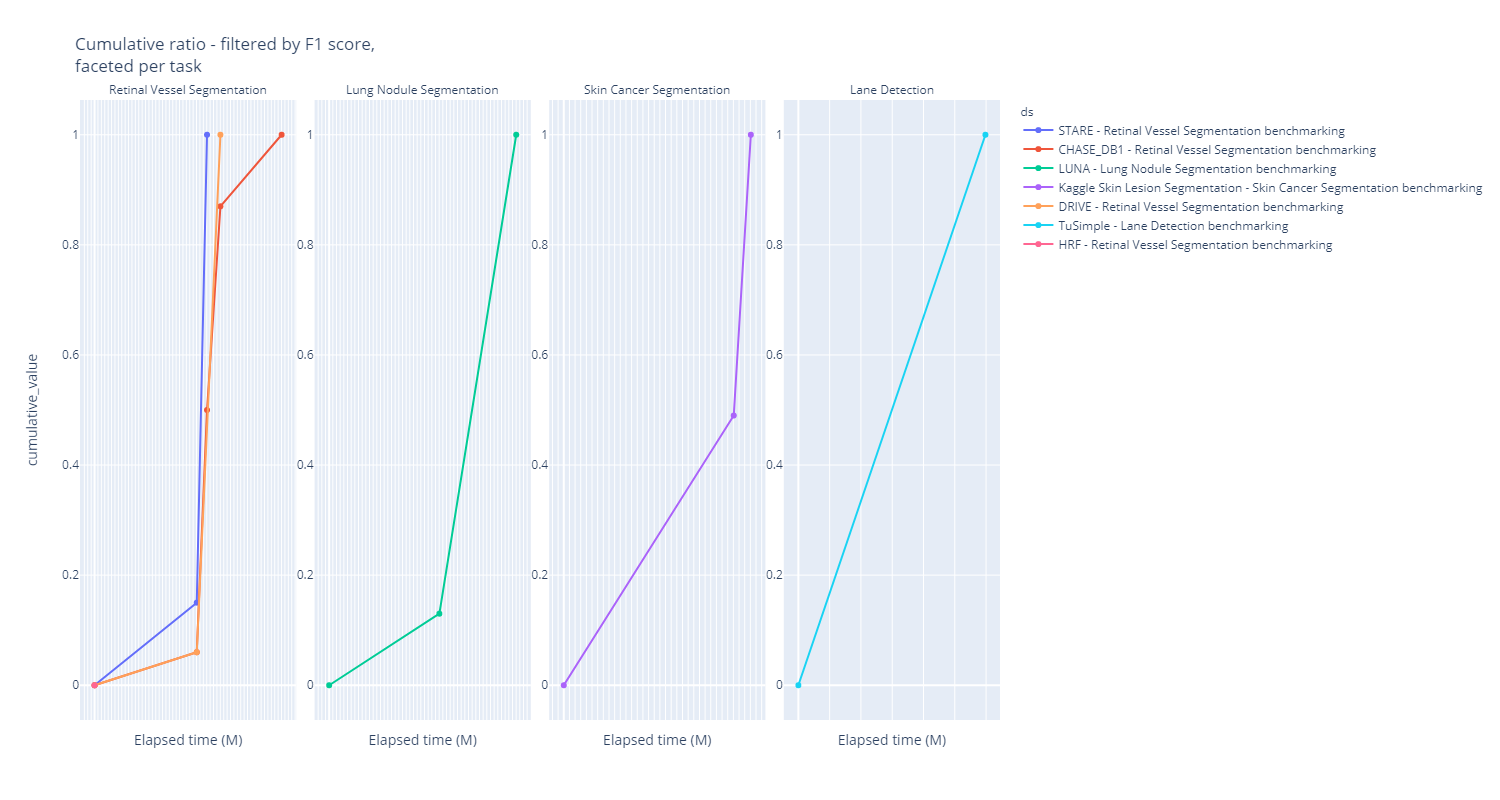 Cumulative ratio - filtered by F1 score,
faceted per task
Retinal Vessel Segmentation
Lung Nodule Segmentation
Skin Cancer Segmentation
Lane Detection
cumulative_value
1
0.8
0.6
0.4
0.2
0
1
0.8
0.6
0.4
0.2
0
1
0.8
0.6
0.4
0.2
0
1
0.8
0.6
0.4
0.2
0
Elapsed time (M)
Elapsed time (M)
Elapsed time (M)
Elapsed time (M)
ds
STARE - Retinal Vessel Segmentation benchmarking
CHASE_DB1 - Retinal Vessel Segmentation benchmarking
LUNA - Lung Nodule Segmentation benchmarking
Kaggle Skin Lesion Segmentation - Skin Cancer Segmentation benchmarking
DRIVE - Retinal Vessel Segmentation benchmarking
TuSimple - Lane Detection benchmarking
HRF - Retinal Vessel Segmentation benchmarking